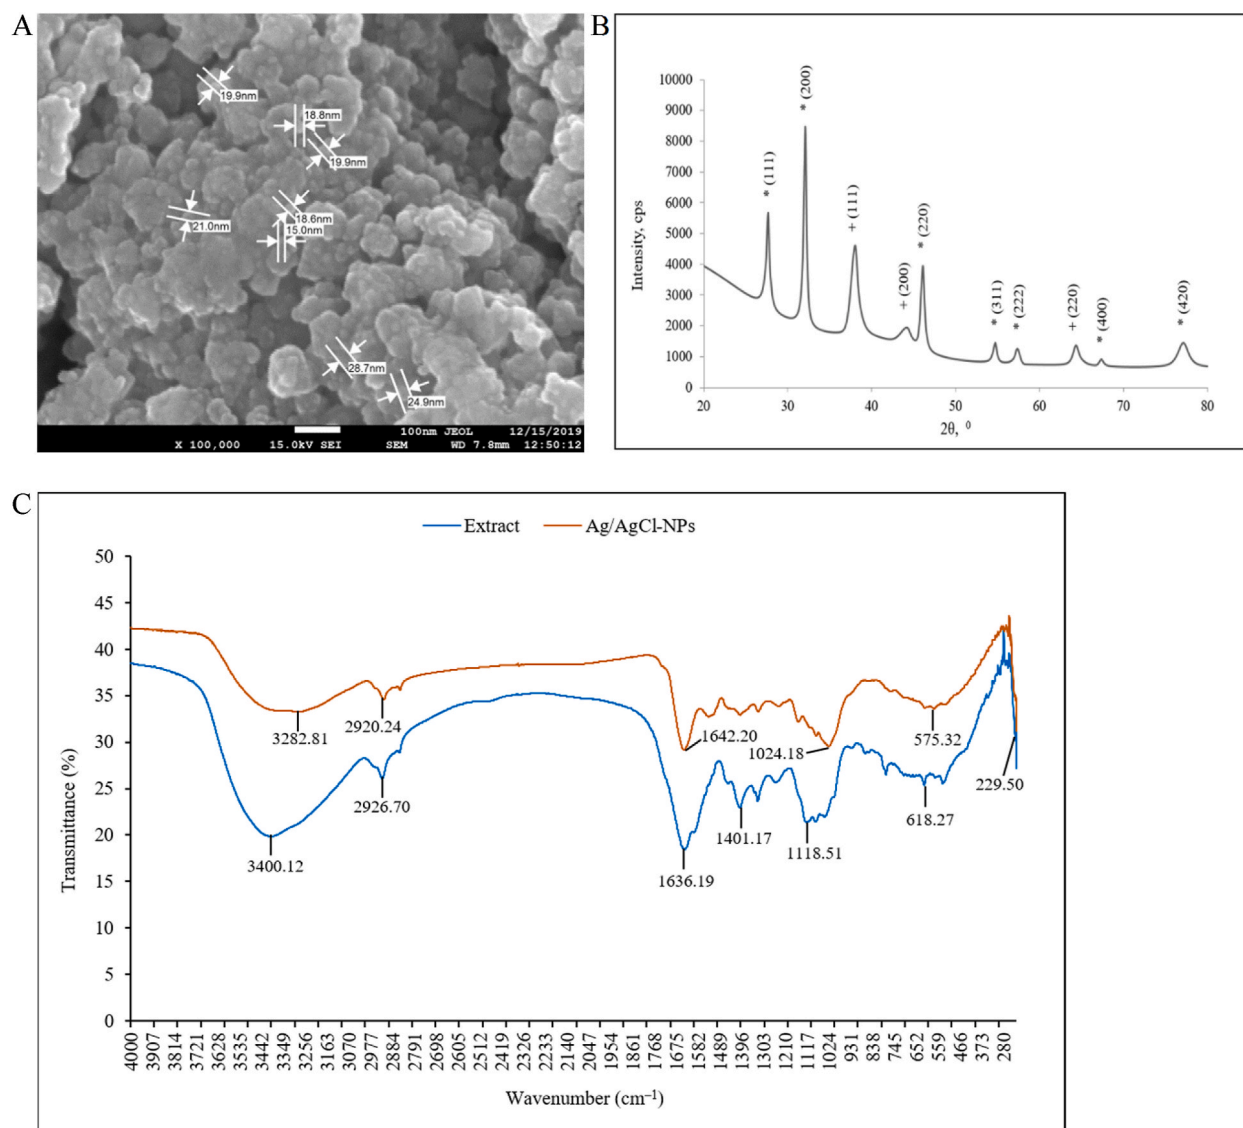 A
19.9nm
18.8nm
19.9nm
21.0nm
18.6nm
15.0nm
28.7nm
24.9nm
100nm JEOL 12/15/2019
X 100,000 15.0kV SEI SEM WD 7.8mm 12:50:12
B
Intensity, cps
10000
9000
8000
7000
6000
5000
4000
3000
2000
1000
0
* (111)
* (200)
+ (111)
+ (200)
* (220)
* (311)
* (222)
+ (220)
* (400)
* (420)
20 30 40 50 60 70 80
2θ, ⁰
C
Extract Ag/AgCl-NPs
Transmittance (%)
50
45
40
35
30
25
20
15
10
5
0
3282.81
2920.24
1642.20
1024.18
575.32
229.50
3400.12
2926.70
1636.19
1401.17
1118.51
618.27
4000 3907 3814 3721 3628 3535 3442 3349 3256 3163 3070 2977 2884 2791 2698 2605 2512 2419 2326 2233 2140 2047 1954 1861 1768 1675 1582 1489 1396 1303 1210 1117 1024 931 838 745 652 559 466 373 280
Wavenumber (cm⁻¹)